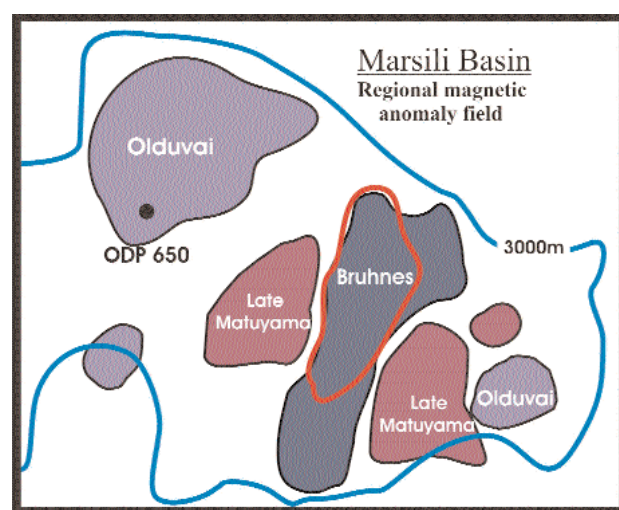 Marsili Basin
Regional magnetic
anomaly field
Olduvai
ODP 650
3000m
Bruhnes
Late
Matuyama
Late
Matuyama
Olduvai